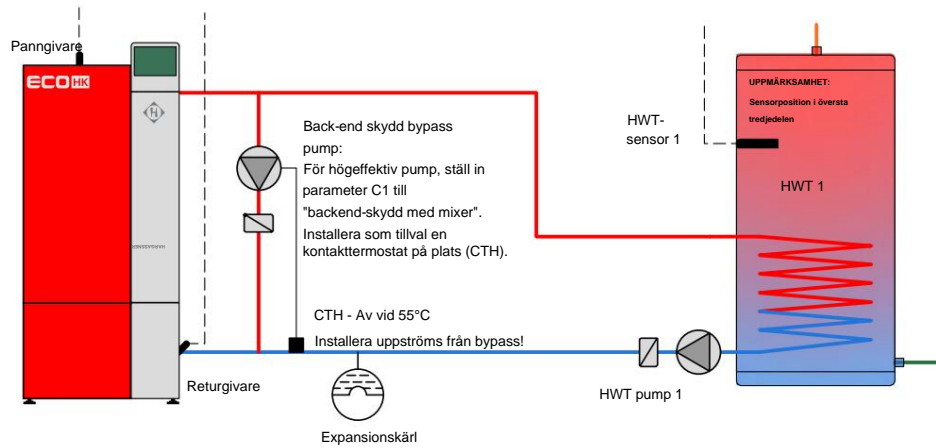 Panngivare
ECO HK
Back-end skydd bypass
pump:
För högeffektiv pump, ställ in
parameter C1 till
"backend-skydd med mixer".
Installera som tillval en
kontakttermostat på plats (CTH).
CTH - Av vid 55°C
Installera uppströms från bypass!
Returgivare
Expansionskärl
HWT-
sensor 1
UPPMÄRKSAMHET:
Sensorposition i översta
tredjedelen
HWT 1
HWT pump 1